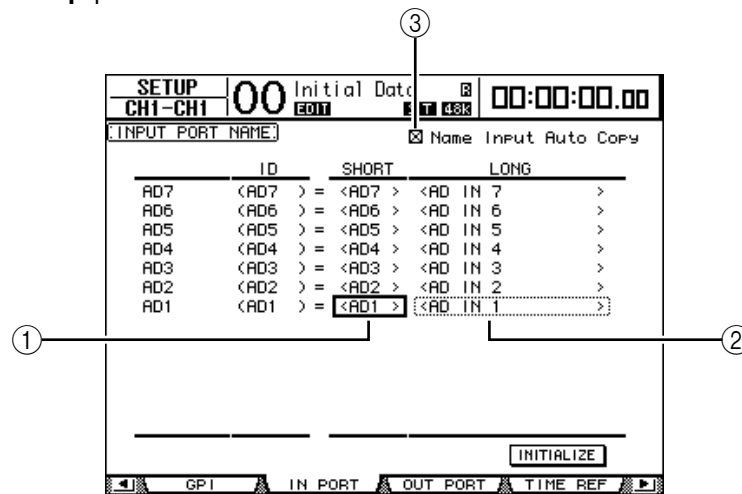 ③
SETUP
CH1-CH1
00 Initial Data
EDIT 48k
00:00:00.00
INPUT PORT NAME
☒ Name Input Auto Copy
ID SHORT LONG
AD7 (AD7 ) = <AD7 > <AD IN 7 >
AD6 (AD6 ) = <AD6 > <AD IN 6 >
AD5 (AD5 ) = <AD5 > <AD IN 5 >
AD4 (AD4 ) = <AD4 > <AD IN 4 >
AD3 (AD3 ) = <AD3 > <AD IN 3 >
AD2 (AD2 ) = <AD2 > <AD IN 2 >
AD1 (AD1 ) = <AD1 > <AD IN 1 >
① ②
INITIALIZE
GPI IN PORT OUT PORT TIME REF